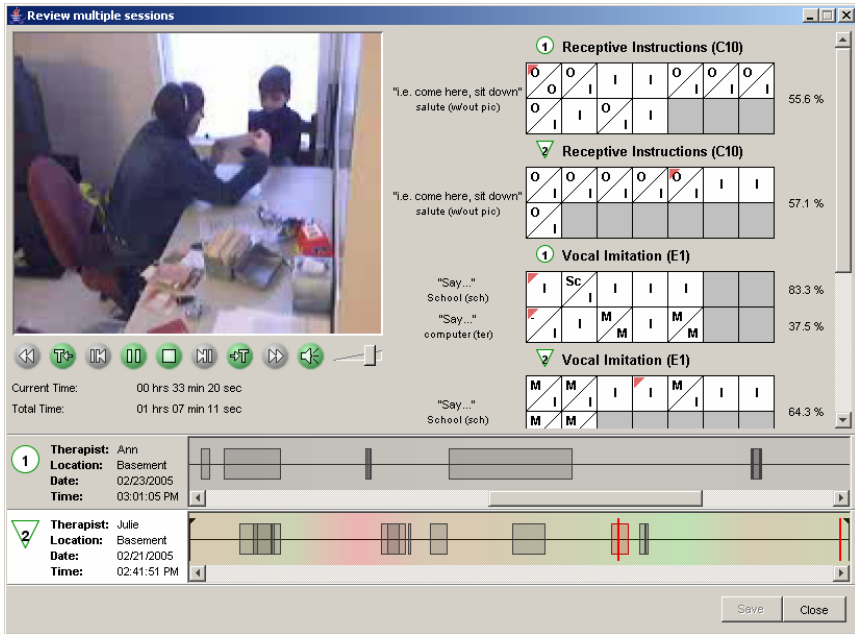 Review multiple sessions
1 Receptive Instructions (C10)
"i.e. come here, sit down"
salute (w/out pic)
O O O I I I O I O I O I
O I I O I I
55.6 %
2 Receptive Instructions (C10)
"i.e. come here, sit down"
salute (w/out pic)
O I O I O I O I O I I I
O I
57.1 %
1 Vocal Imitation (E1)
"Say..."
School (sch)
I Sc I I I I
83.3 %
"Say..."
computer (ter)
- I I M M I M M
37.5 %
2 Vocal Imitation (E1)
"Say..."
School (sch)
M I M I I I M I I I
M I M I
64.3 %
T
T
Current Time: 00 hrs 33 min 20 sec
Total Time: 01 hrs 07 min 11 sec
1
Therapist: Ann
Location: Basement
Date: 02/23/2005
Time: 03:01:05 PM
2
Therapist: Julie
Location: Basement
Date: 02/21/2005
Time: 02:41:51 PM
Save Close